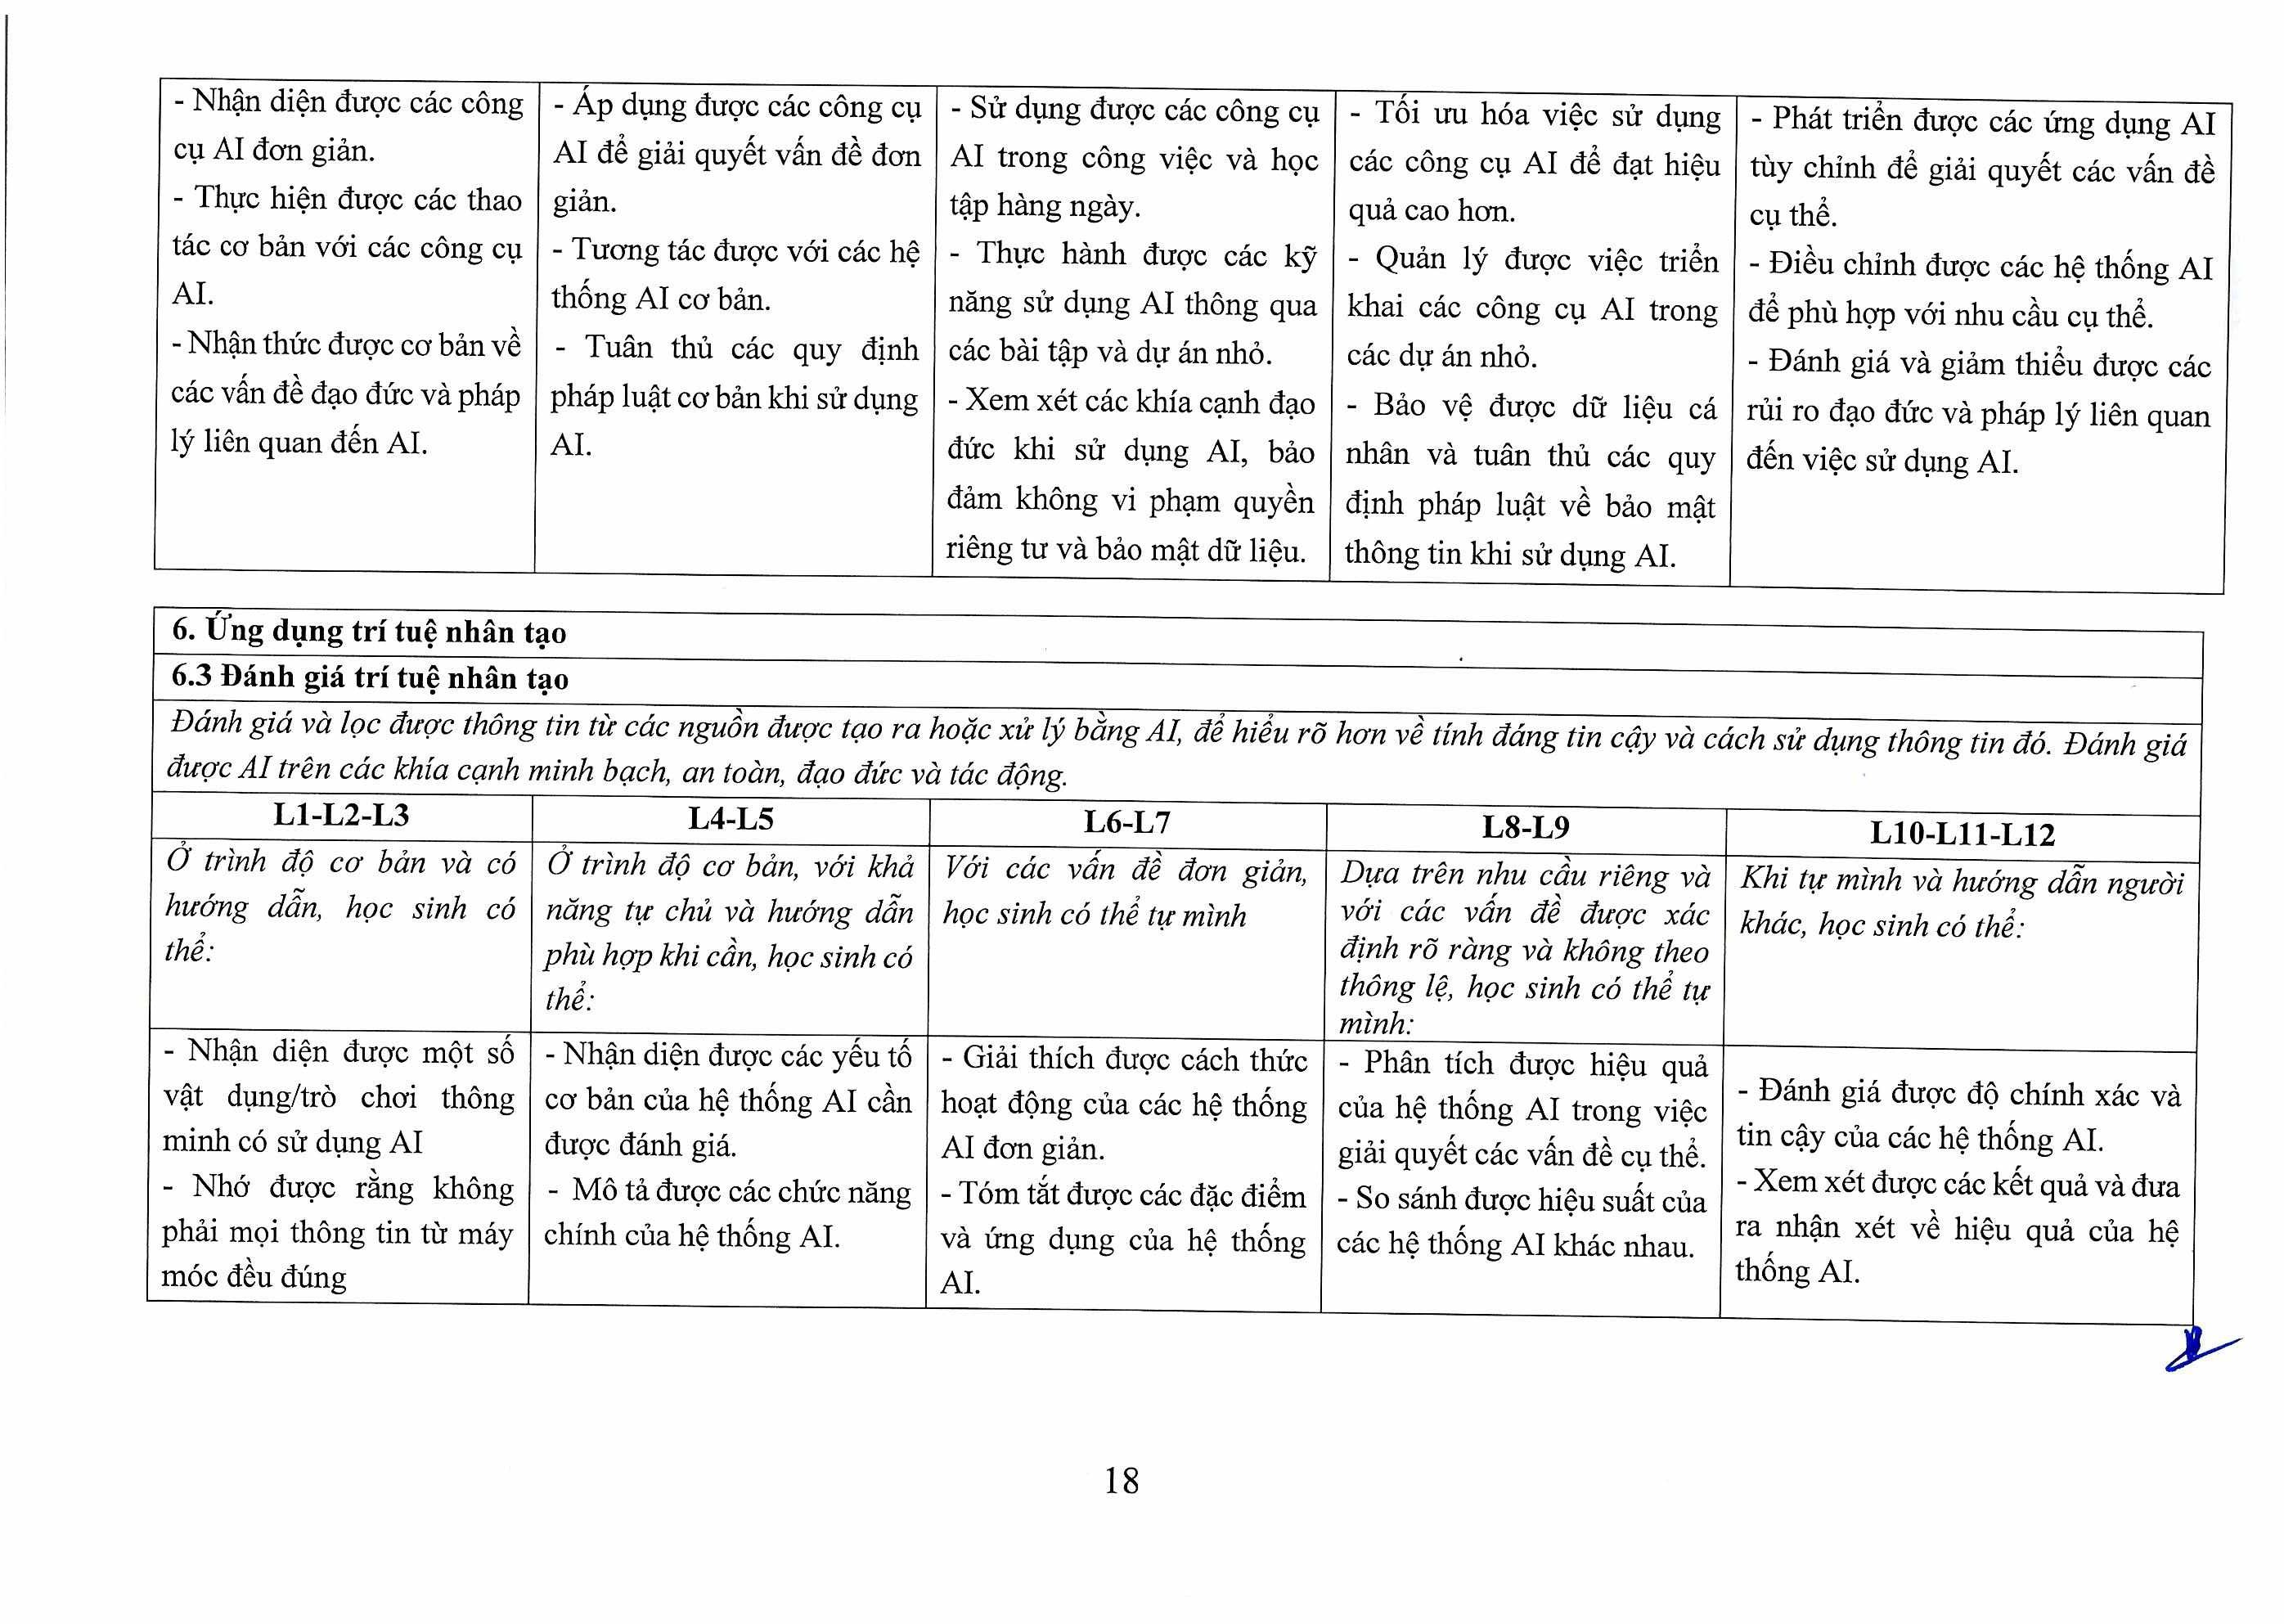 - Nhận diện được các công
cụ AI đơn giản.
- Thực hiện được các thao
tác cơ bản với các công cụ
AI.
- Nhận thức được cơ bản về
các vấn đề đạo đức và pháp
lý liên quan đến AI.
- Áp dụng được các công cụ
AI để giải quyết vấn đề đơn
giản.
- Tương tác được với các hệ
thống AI cơ bản.
- Tuân thủ các quy định
pháp luật cơ bản khi sử dụng
AI.
- Sử dụng được các công cụ
AI trong công việc và học
tập hàng ngày.
- Thực hành được các kỹ
năng sử dụng AI thông qua
các bài tập và dự án nhỏ.
- Xem xét các khía cạnh đạo
đức khi sử dụng AI, bảo
đảm không vi phạm quyền
riêng tư và bảo mật dữ liệu.
- Tối ưu hóa việc sử dụng
các công cụ AI để đạt hiệu
quả cao hơn.
- Quản lý được việc triển
khai các công cụ AI trong
các dự án nhỏ.
- Bảo vệ được dữ liệu cá
nhân và tuân thủ các quy
định pháp luật về bảo mật
thông tin khi sử dụng AI.
- Phát triển được các ứng dụng AI
tùy chỉnh để giải quyết các vấn đề
cụ thể.
- Điều chỉnh được các hệ thống AI
để phù hợp với nhu cầu cụ thể.
- Đánh giá và giảm thiểu được các
rủi ro đạo đức và pháp lý liên quan
đến việc sử dụng AI.
6. Ứng dụng trí tuệ nhân tạo
6.3 Đánh giá trí tuệ nhân tạo
Đánh giá và lọc được thông tin từ các nguồn được tạo ra hoặc xử lý bằng AI, để hiểu rõ hơn về tính đáng tin cậy và cách sử dụng thông tin đó. Đánh giá
được AI trên các khía cạnh minh bạch, an toàn, đạo đức và tác động.
L1-L2-L3
L4-L5
L6-L7
L8-L9
L10-L11-L12
Ở trình độ cơ bản và có
hướng dẫn, học sinh có
thể:
Ở trình độ cơ bản, với khả
năng tự chủ và hướng dẫn
phù hợp khi cần, học sinh có
thể:
Với các vấn đề đơn giản,
học sinh có thể tự mình
Dựa trên nhu cầu riêng và
với các vấn đề được xác
định rõ ràng và không theo
thông lệ, học sinh có thể tự
mình:
Khi tự mình và hướng dẫn người
khác, học sinh có thể:
- Nhận diện được một số
vật dụng/trò chơi thông
minh có sử dụng AI
- Nhớ được rằng không
phải mọi thông tin từ máy
móc đều đúng
- Nhận diện được các yếu tố
cơ bản của hệ thống AI cần
được đánh giá.
- Mô tả được các chức năng
chính của hệ thống AI.
- Giải thích được cách thức
hoạt động của các hệ thống
AI đơn giản.
- Tóm tắt được các đặc điểm
và ứng dụng của hệ thống
AI.
- Phân tích được hiệu quả
của hệ thống AI trong việc
giải quyết các vấn đề cụ thể.
- So sánh được hiệu suất của
các hệ thống AI khác nhau.
- Đánh giá được độ chính xác và
tin cậy của các hệ thống AI.
- Xem xét được các kết quả và đưa
ra nhận xét về hiệu quả của hệ
thống AI.
18